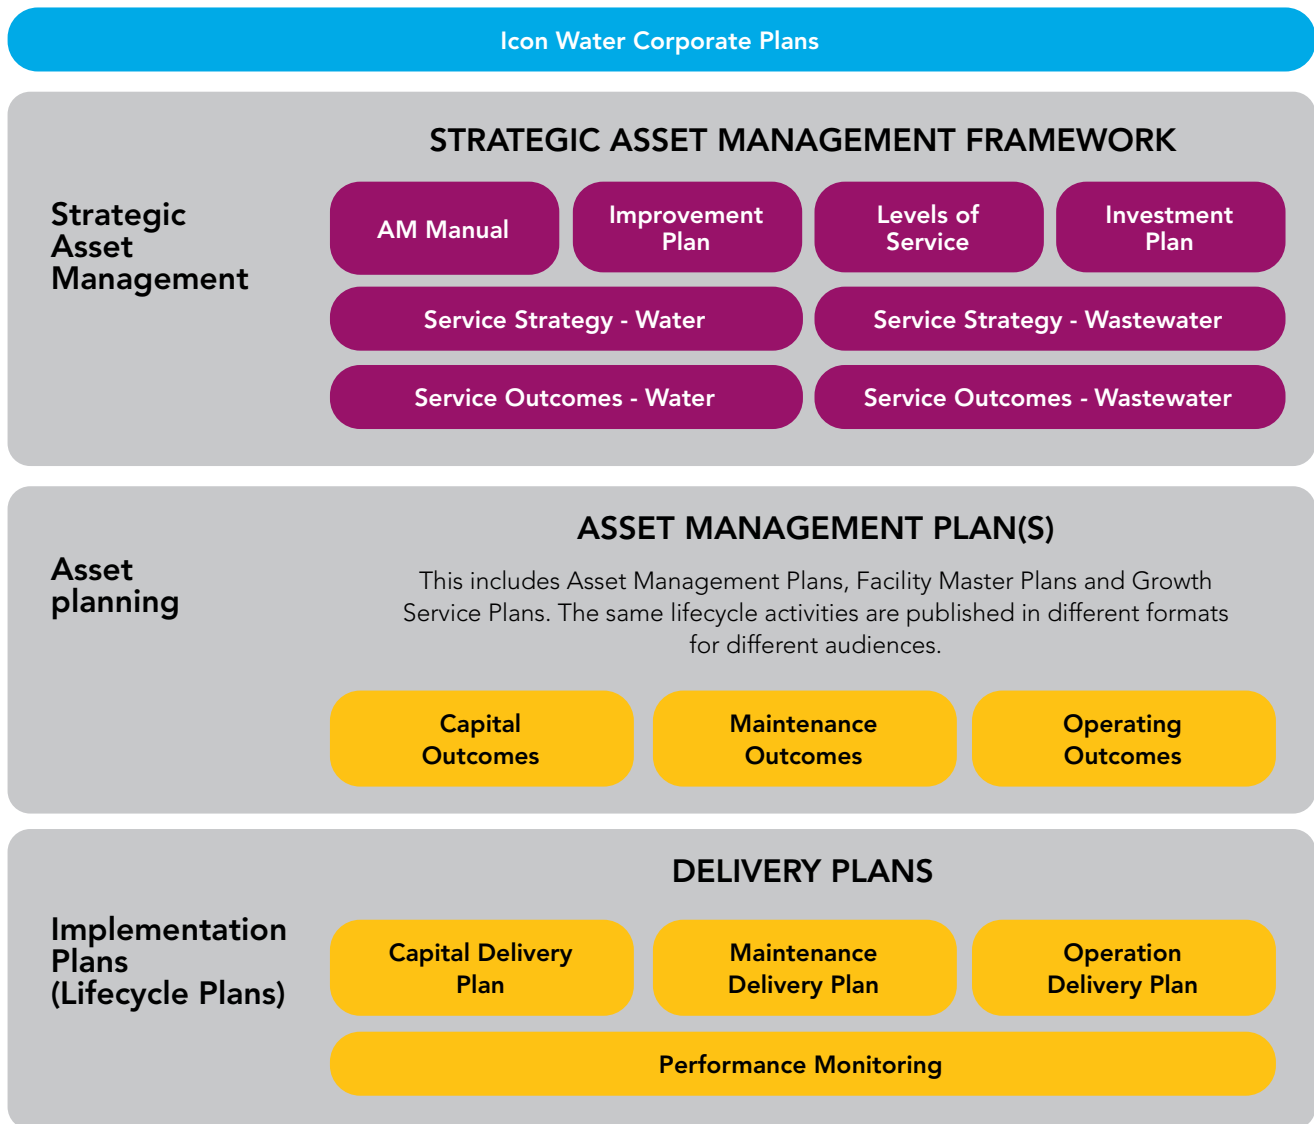 Icon Water Corporate Plans
STRATEGIC ASSET MANAGEMENT FRAMEWORK
Strategic
Asset
Management
AM Manual
Improvement
Plan
Levels of
Service
Investment
Plan
Service Strategy - Water
Service Strategy - Wastewater
Service Outcomes - Water
Service Outcomes - Wastewater
ASSET MANAGEMENT PLAN(S)
Asset
planning
This includes Asset Management Plans, Facility Master Plans and Growth
Service Plans. The same lifecycle activities are published in different formats
for different audiences.
Capital
Outcomes
Maintenance
Outcomes
Operating
Outcomes
DELIVERY PLANS
Implementation
Plans
(Lifecycle Plans)
Capital Delivery
Plan
Maintenance
Delivery Plan
Operation
Delivery Plan
Performance Monitoring